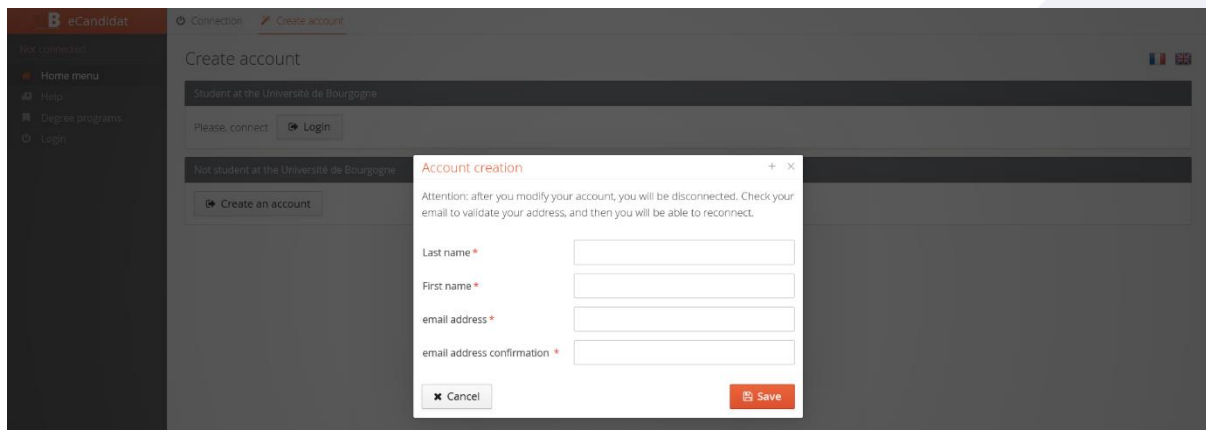 B eCandidat
Connection Create account
Not connected
Create account
Home menu
Help
Student at the Université de Bourgogne
Degree programs
Please, connect Login
Login
Not student at the Université de Bourgogne
Create an account
Account creation
Attention: after you modify your account, you will be disconnected. Check your
email to validate your address, and then you will be able to reconnect.
Last name *
First name *
email address *
email address confirmation *
Cancel Save